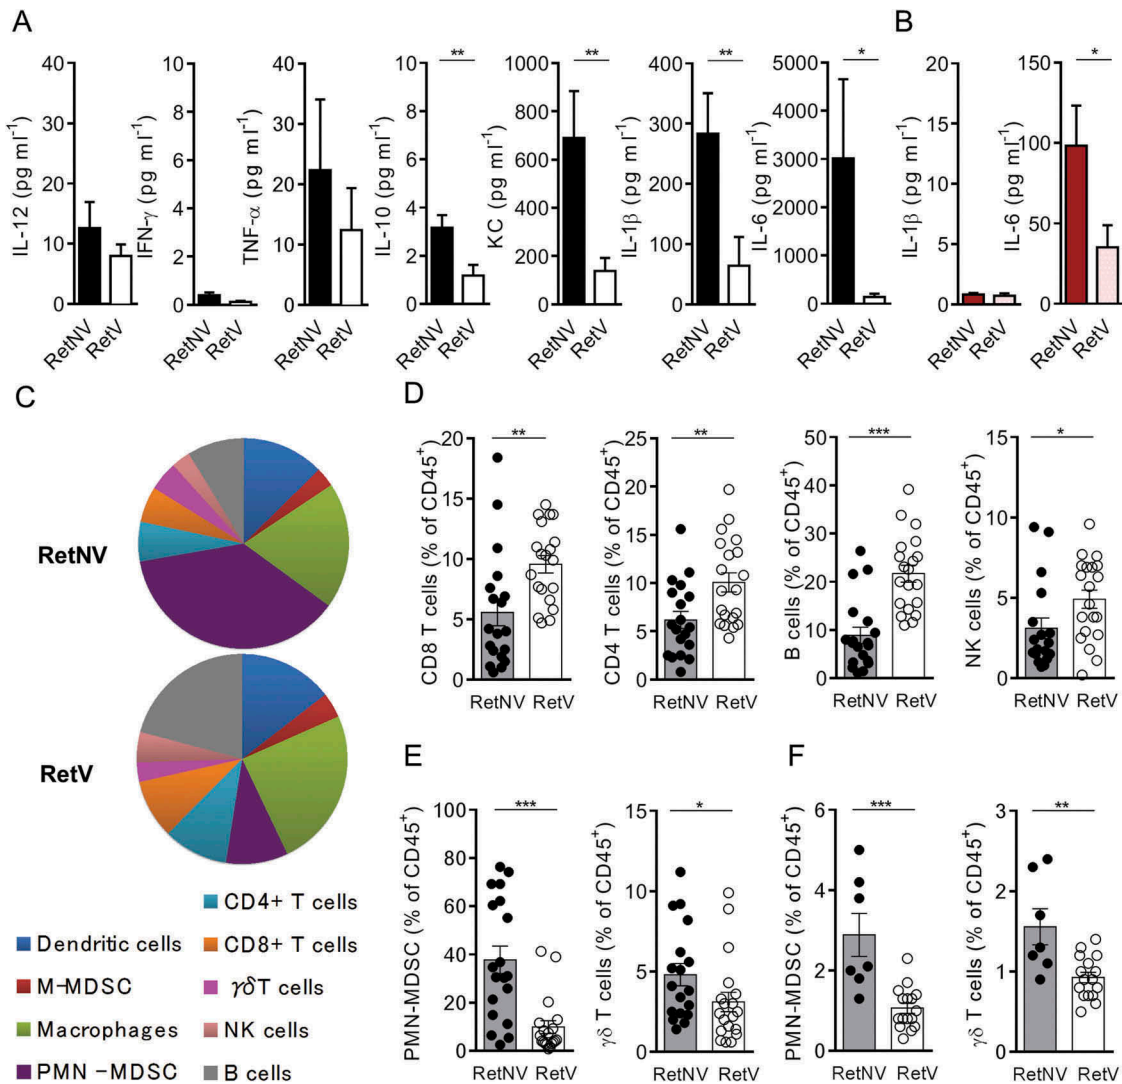 A
B
IL-12 (pg ml⁻¹)
40
30
20
10
0
RetNV
RetV
IFN-γ (pg ml⁻¹)
10
8
6
4
2
0
RetNV
RetV
TNF-α (pg ml⁻¹)
40
30
20
10
0
RetNV
RetV
IL-10 (pg ml⁻¹)
10
8
6
4
2
0
**
RetNV
RetV
KC (pg ml⁻¹)
1000
800
600
400
200
0
**
RetNV
RetV
IL-1β (pg ml⁻¹)
400
300
200
100
0
**
RetNV
RetV
IL-6 (pg ml⁻¹)
5000
4000
3000
2000
1000
0
*
RetNV
RetV
IL-1β (pg ml⁻¹)
20
15
10
5
0
RetNV
RetV
IL-6 (pg ml⁻¹)
150
100
50
0
*
RetNV
RetV
C
RetNV
RetV
CD4+ T cells
Dendritic cells
CD8+ T cells
M-MDSC
γδT cells
Macrophages
NK cells
PMN –MDSC
B cells
D
CD8 T cells (% of CD45⁺)
20
15
10
5
0
**
RetNV RetV
CD4 T cells (% of CD45⁺)
25
20
15
10
5
0
**
RetNV RetV
B cells (% of CD45⁺)
50
40
30
20
10
0
***
RetNV RetV
NK cells (% of CD45⁺)
15
10
5
0
*
RetNV RetV
E
PMN-MDSC (% of CD45⁺)
100
80
60
40
20
0
***
RetNV RetV
γδ T cells (% of CD45⁺)
15
10
5
0
*
RetNV RetV
F
PMN-MDSC (% of CD45⁺)
6
4
2
0
***
RetNV RetV
γδ T cells (% of CD45⁺)
3
2
1
0
**
RetNV RetV